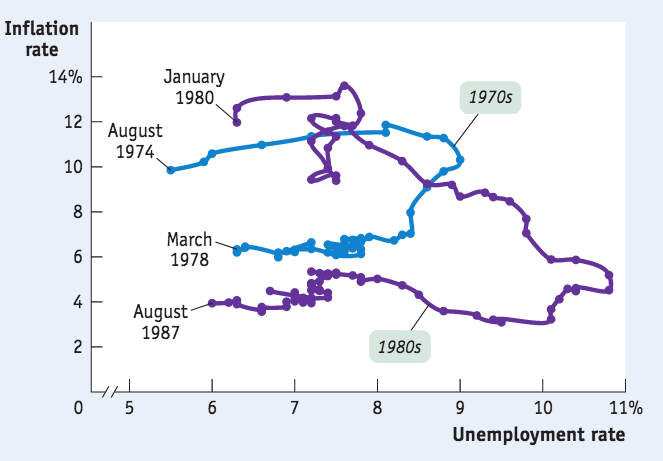 Inflation
rate
14%
12
10
8
6
4
2
0
January
1980
August
1974
March
1978
August
1987
1970s
1980s
5
6
7
8
9
10
11%
Unemployment rate